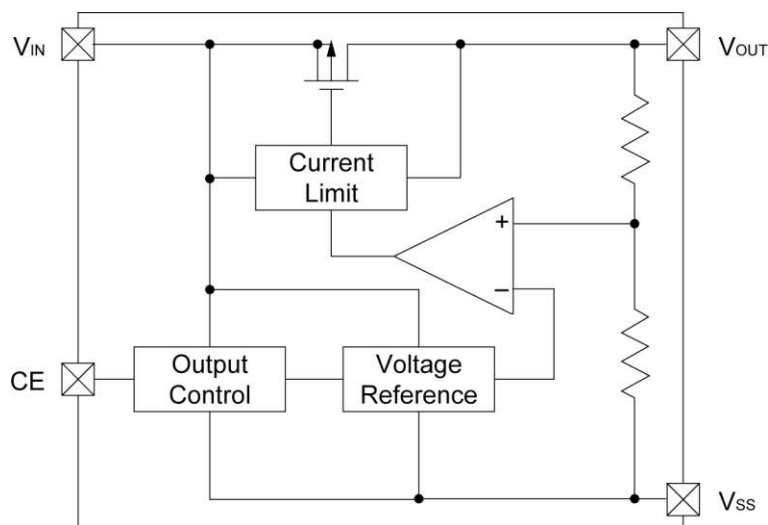 VIN
VOUT
Current
Limit
+
−
CE
Output
Control
Voltage
Reference
VSS